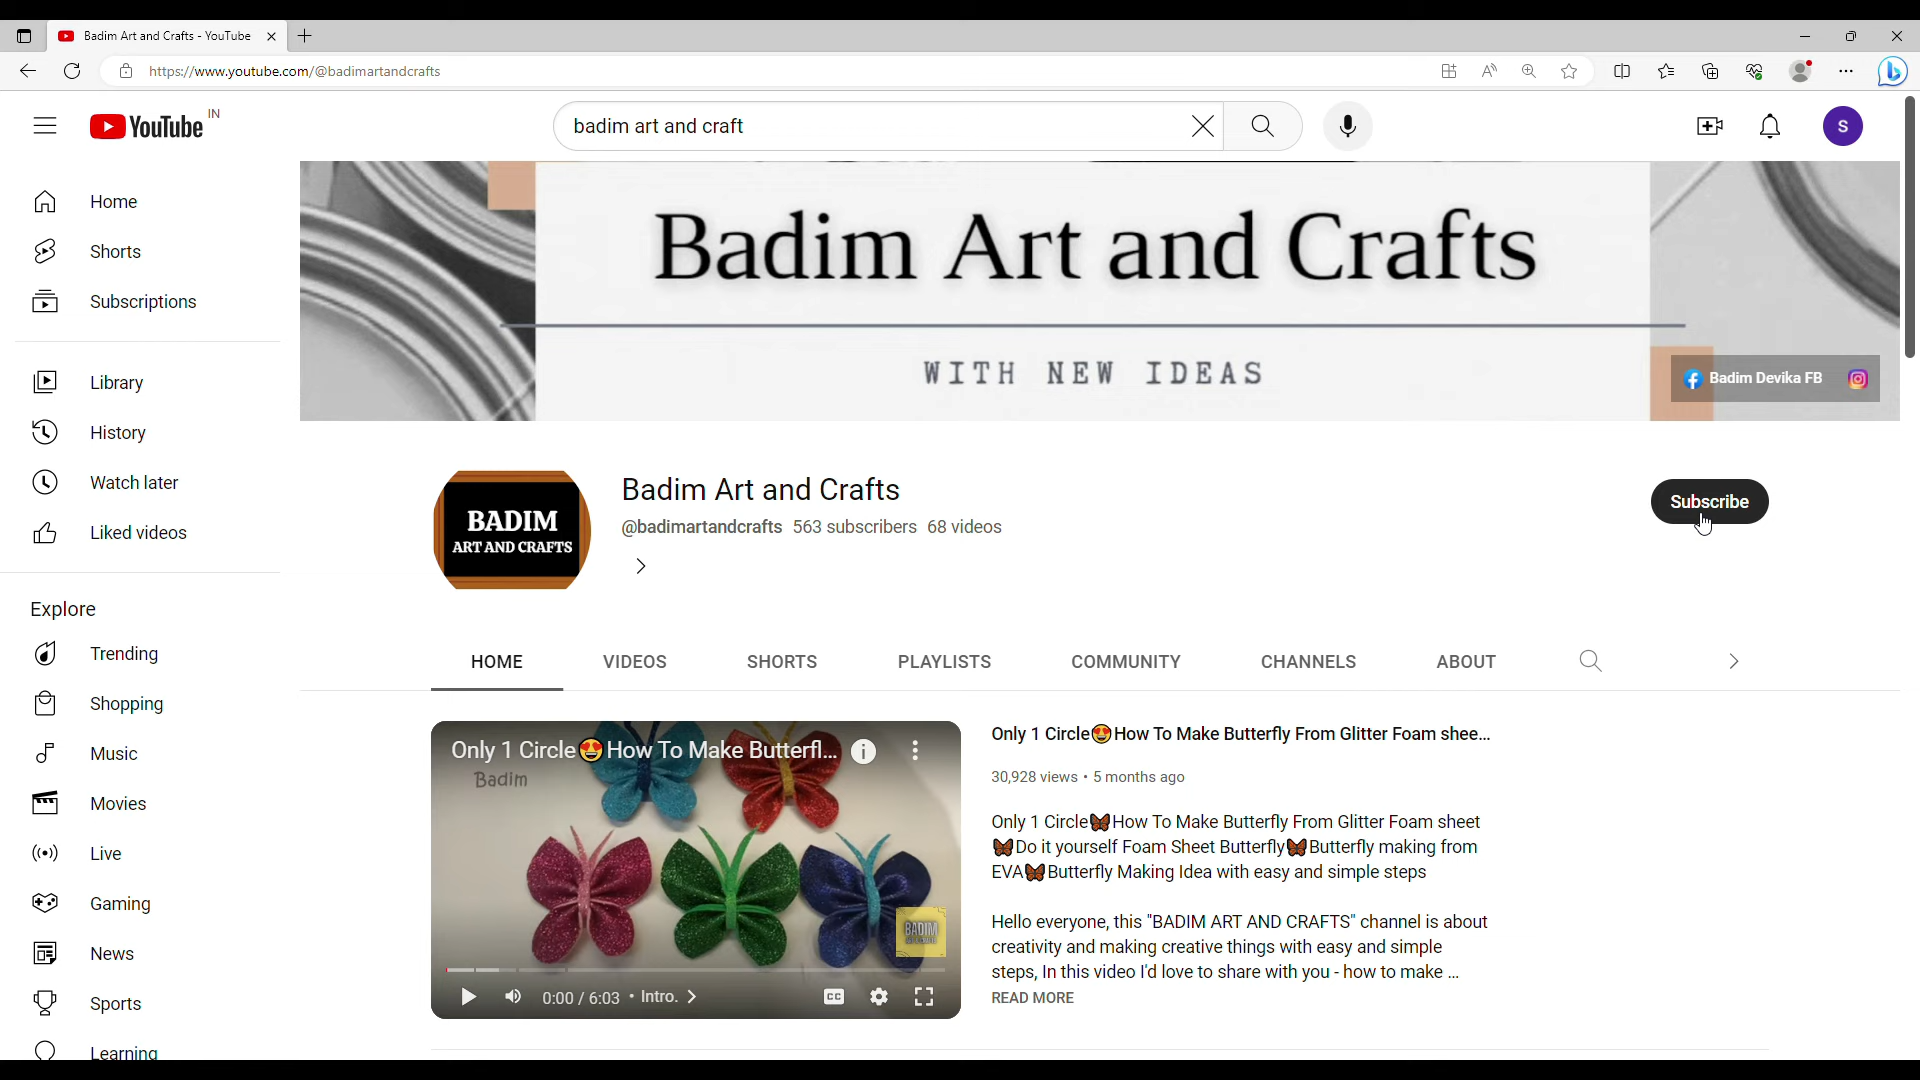 Badim Art and Crafts - YouTube
https://www.youtube.com/@badimartandcrafts
YouTube IN
badim art and craft
S
Home
Shorts
Subscriptions
Library
History
Watch later
Liked videos
Explore
Trending
Shopping
Music
Movies
Live
Gaming
News
Sports
Learning
Badim Art and Crafts
WITH NEW IDEAS
Badim Devika FB
BADIM
ART AND CRAFTS
Badim Art and Crafts
@badimartandcrafts 563 subscribers 68 videos
Subscribe
HOME VIDEOS SHORTS PLAYLISTS COMMUNITY CHANNELS ABOUT
Only 1 Circle😍How To Make Butterfl...
Badim
BADIM
0:00 / 6:03 • Intro.
CC
Only 1 Circle😍How To Make Butterfly From Glitter Foam shee...
30,928 views • 5 months ago
Only 1 Circle🦋How To Make Butterfly From Glitter Foam sheet
🦋Do it yourself Foam Sheet Butterfly🦋Butterfly making from
EVA🦋Butterfly Making Idea with easy and simple steps
Hello everyone, this "BADIM ART AND CRAFTS" channel is about
creativity and making creative things with easy and simple
steps, In this video I'd love to share with you - how to make ...
READ MORE